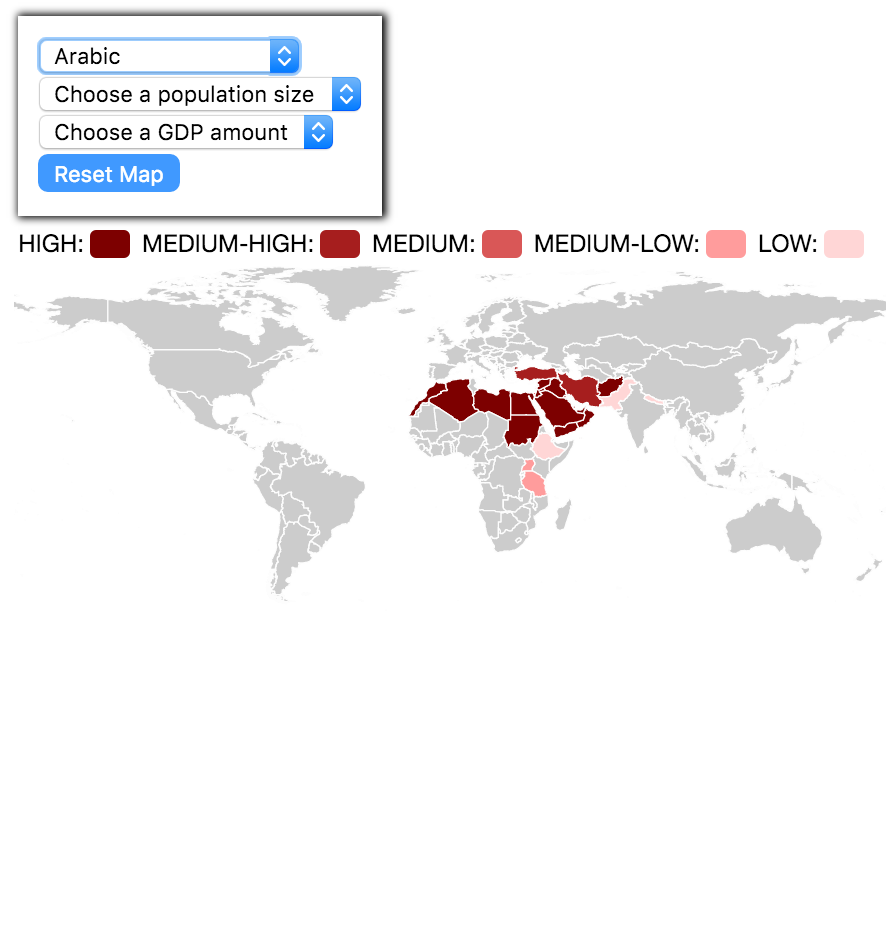 Arabic
Choose a population size
Choose a GDP amount
Reset Map
HIGH: MEDIUM-HIGH: MEDIUM: MEDIUM-LOW: LOW: